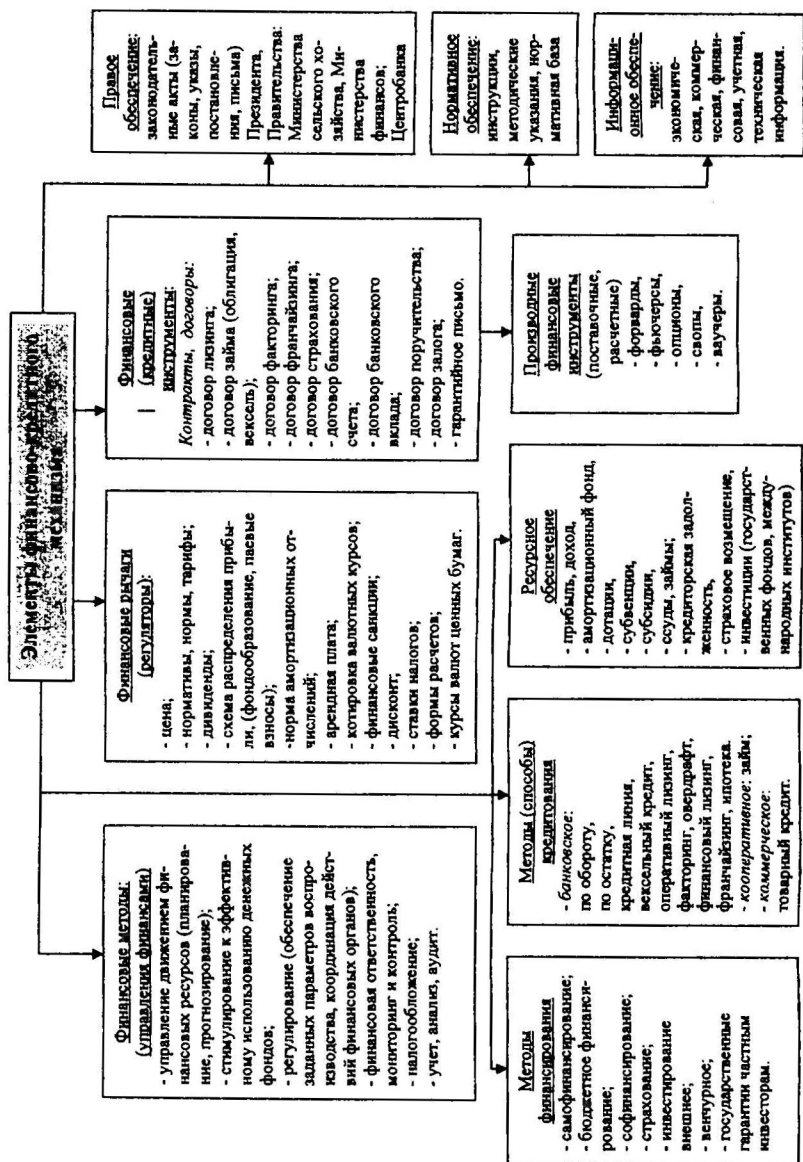 Элементы финансово-кредитного
механизма
Финансовые методы:
(управления финансами)
- управление движением фи-
нансовых ресурсов (планирова-
ние, прогнозирование);
- стимулирование к эффектив-
ному использованию денежных
фондов;
- регулирование (обеспечение
заданных параметров воспро-
изводства, координация дейст-
вий финансовых органов);
- финансовая ответственность,
мониторинг и контроль;
- налогообложение;
- учет, анализ, аудит.
Финансовые рычаги
(регуляторы):
- цена;
- нормативы, нормы, тарифы;
- дивиденды;
- схема распределения прибы-
ли, ((фондообразование, паевые
взносы);
-норма амортизационных от-
числений;
- арендная плата;
- котировка валютных курсов;
- финансовые санкции;
- дисконт;
- ставки налогов;
- формы расчетов;
- курсы валют ценных бумаг.
Финансовые
(кредитные)
инструменты:
Контракты, договоры:
- договор лизинга;
- договор займа (облигация,
вексель);
- договор факторинга;
- договор франчайзинга;
- договор страхования;
- договор банковского
счета;
- договор банковского
вклада;
- договор поручительства;
- договор залога;
- гарантийное письмо.
Правое
обеспечение:
законодатель-
ные акты (за-
коны, указы,
постановле-
ния, письма)
Президента,
Правительства:
Министерства
сельского хо-
зяйства, Ми-
нистерства
финансов;
Центробанка
Нормативное
обеспечение:
инструкции,
методические
указания, нор-
мативная база
Информаци-
онное обеспе-
чение:
экономиче-
ская, коммер-
ческая, финан-
совая, учетная,
техническая
информация.
Методы
финансирования
- самофинансирование;
- бюджетное финанси-
рование;
- софинансирование;
- страхование;
- инвестирование
внешнее;
- венчурное;
- государственные
гарантии частным
инвесторам.
Методы (способы)
кредитования
- банковское:
по обороту,
по остатку,
кредитная линия,
вексельный кредит,
оперативный лизинг,
факторинг, овердрафт,
финансовый лизинг,
франчайзинг, ипотека.
- кооперативное: займ;
- коммерческое:
товарный кредит.
Ресурсное
обеспечение
- прибыль, доход,
- амортизационный фонд,
- дотации,
- субвенции,
- субсидии,
- ссуды, займы;
- кредиторская задол-
женность,
- страховое возмещение,
- инвестиции (государст-
венных фондов, между-
народных институтов)
Производные
финансовые
инструменты
(поставочные,
расчетные)
- форварды,
- фьючерсы,
- опционы,
- свопы,
- ваучеры.